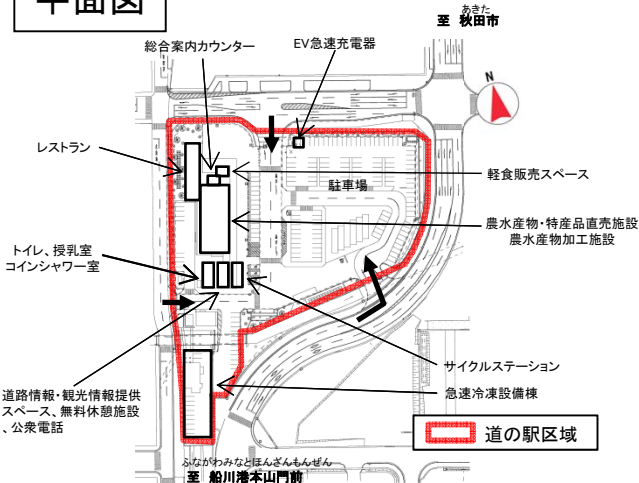 平面図
あきた
至 秋田市
総合案内カウンター
EV急速充電器
N
レストラン
軽食販売スペース
駐車場
農水産物・特産品直売施設
農水産物加工施設
トイレ、授乳室
コインシャワー室
サイクルステーション
道路情報・観光情報提供
スペース、無料休憩施設
、公衆電話
急速冷凍設備棟
道の駅区域
ふながわみなとほんざんもんぜん
至 船川港本山門前